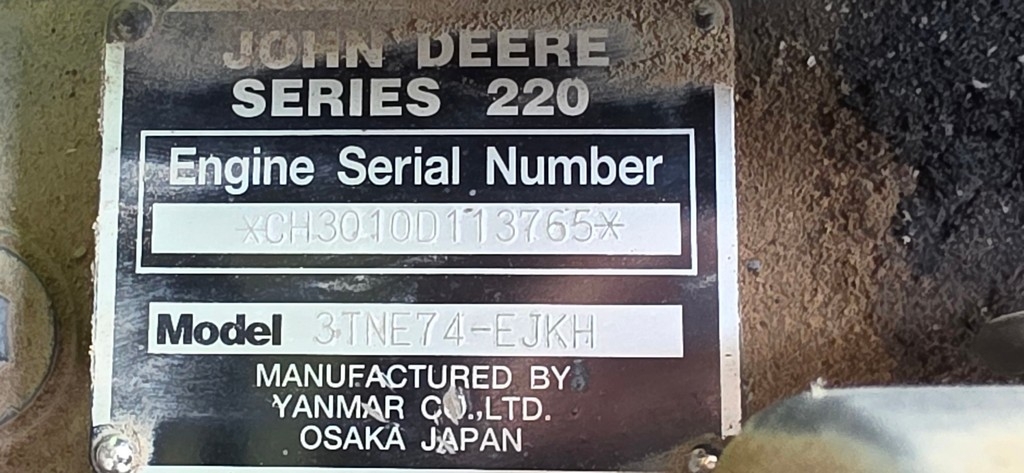 JOHN DEERE
SERIES 220
Engine Serial Number
*CH3010D113765*
Model 3TNE74-EJKH
MANUFACTURED BY
YANMAR CO.,LTD.
OSAKA JAPAN